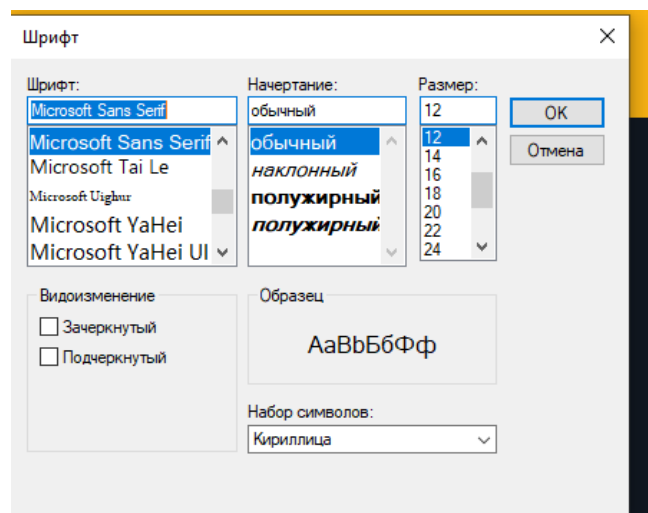 Шрифт
Шрифт:
Microsoft Sans Serif
Microsoft Sans Serif
Microsoft Tai Le
Microsoft Uighur
Microsoft YaHei
Microsoft YaHei UI
Начертание:
обычный
обычный
наклонный
полужирный
полужирный
Размер:
12
12
14
16
18
20
22
24
OK
Отмена
Видоизменение
Зачеркнутый
Подчеркнутый
Образец
АаВbБбФф
Набор символов:
Кириллица